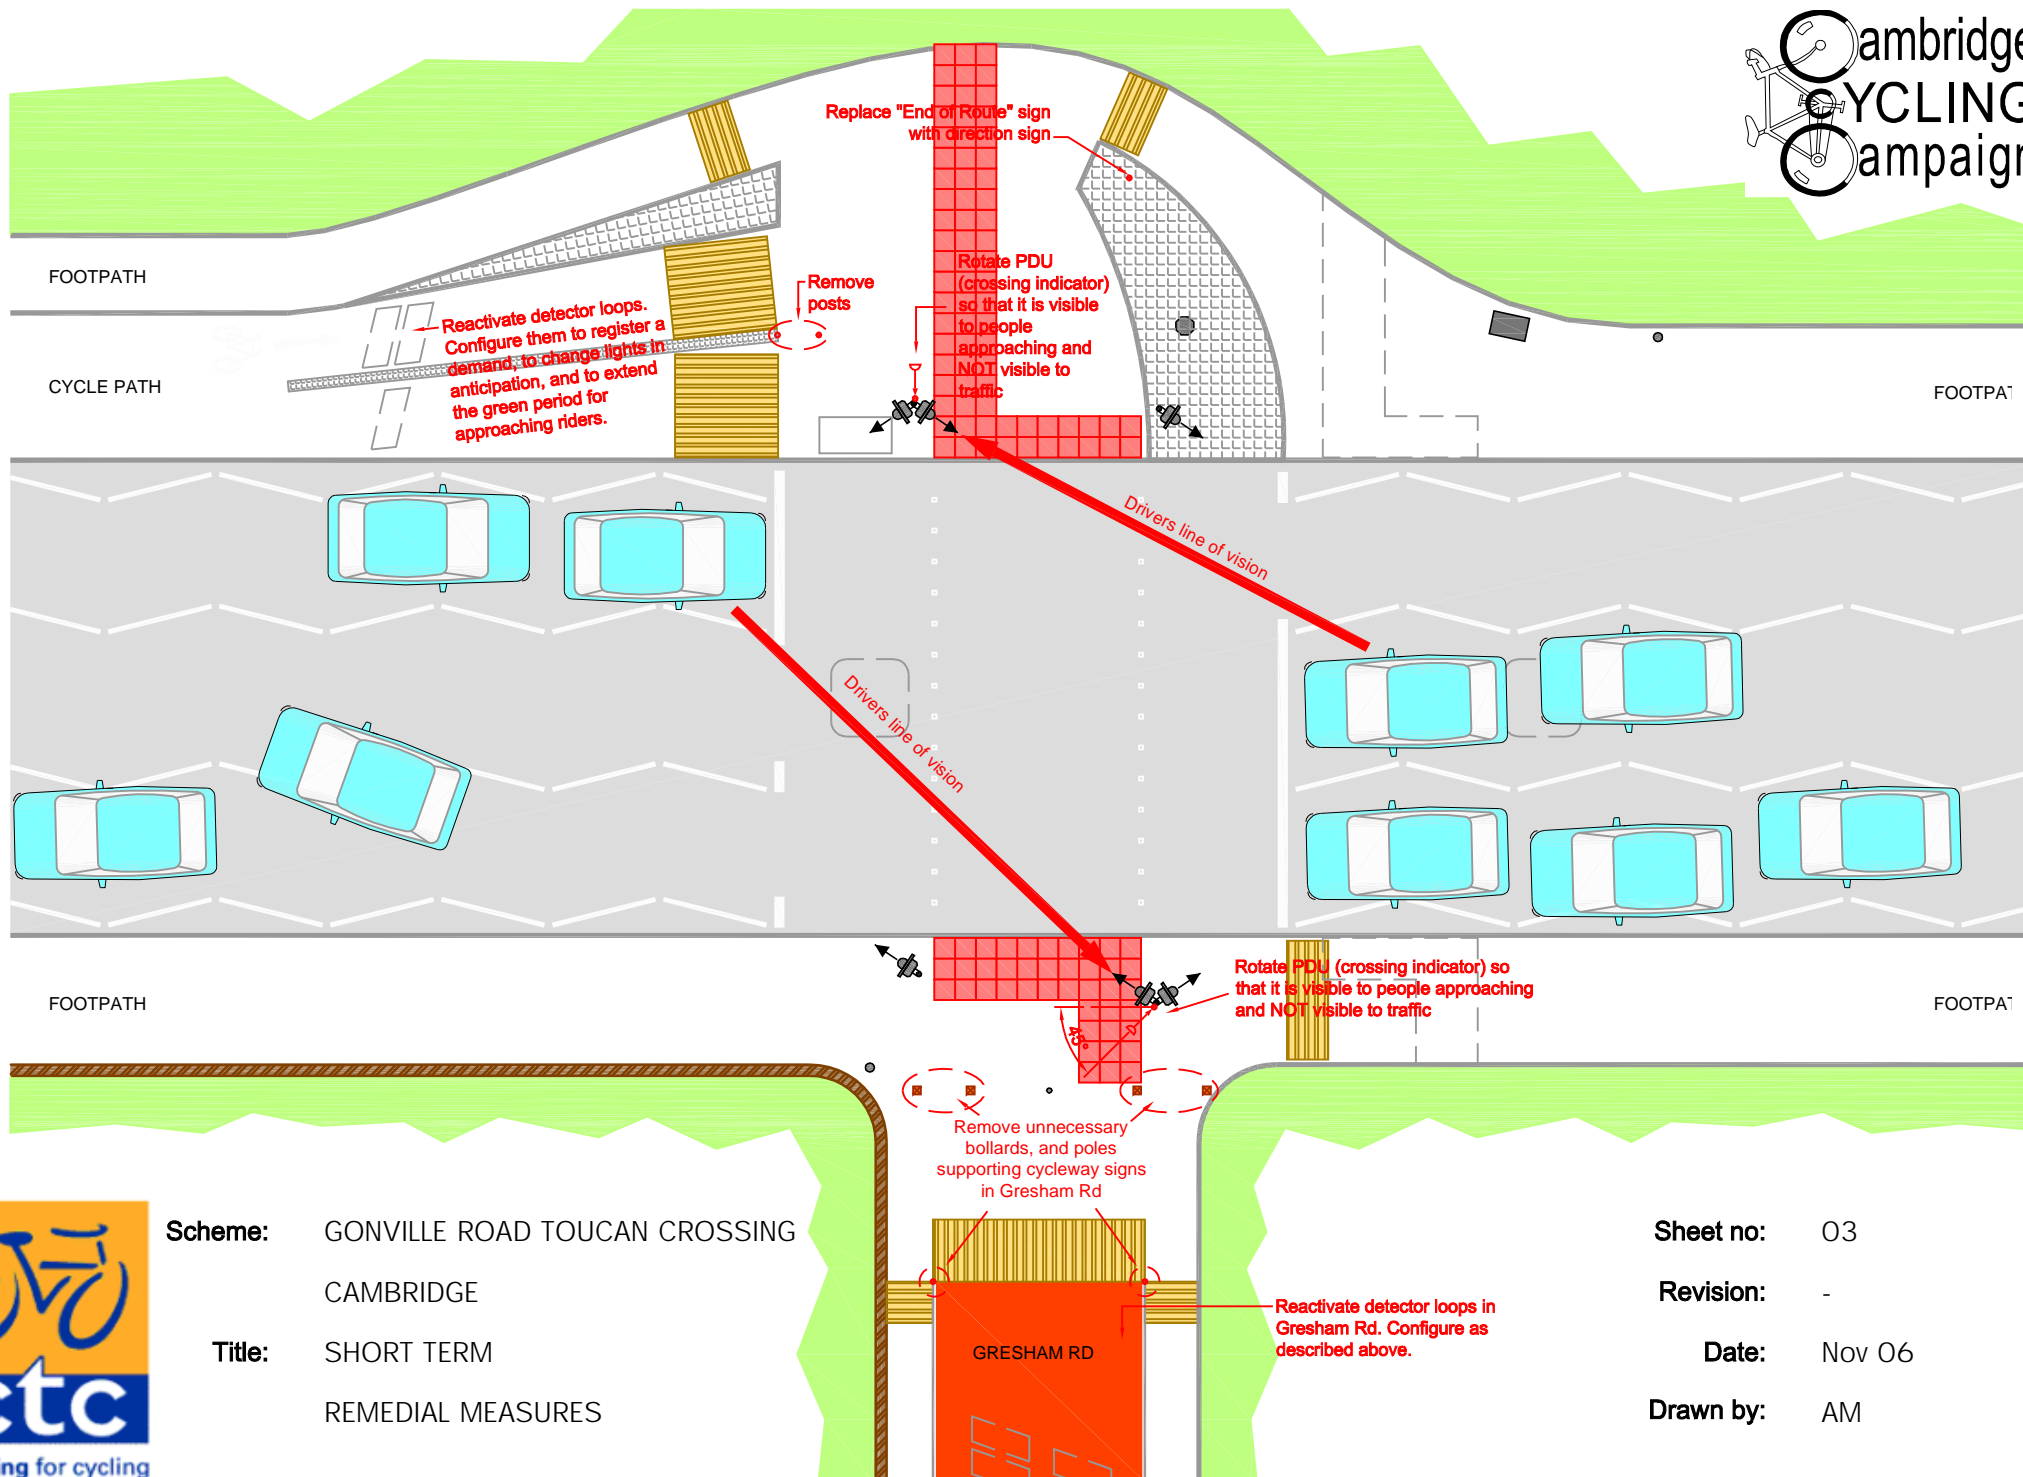 ambridge
CYCLING
ampaign
Replace "End of Route" sign
with direction sign
FOOTPATH
Rotate PDU
(crossing indicator)
so that it is visible
to people
approaching and
NOT visible to
traffic
Remove
posts
Reactivate detector loops.
Configure them to register a
demand, to change lights in
anticipation, and to extend
the green period for
approaching riders.
CYCLE PATH
FOOTPAT
Drivers line of vision
Drivers line of vision
FOOTPATH
Rotate PDU (crossing indicator) so
that it is visible to people approaching
and NOT visible to traffic
FOOTPAT
45°
Remove unnecessary
bollards, and poles
supporting cycleway signs
in Gresham Rd
Reactivate detector loops in
Gresham Rd. Configure as
described above.
GRESHAM RD
ctc
ing for cycling
Scheme: GONVILLE ROAD TOUCAN CROSSING
CAMBRIDGE
Title: SHORT TERM
REMEDIAL MEASURES
Sheet no: 03
Revision: -
Date: Nov 06
Drawn by: AM